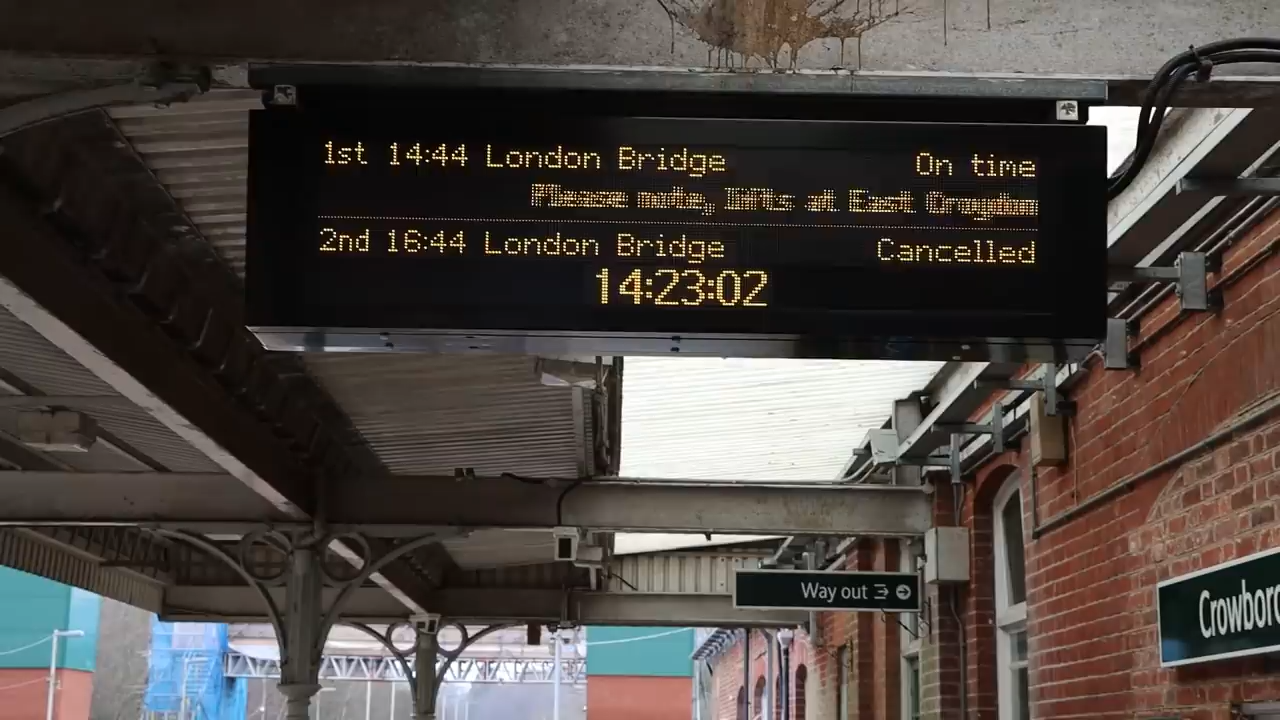 1st 14:44 London Bridge On time
Please note, lifts at East Croydon
2nd 16:44 London Bridge Cancelled
14:23:02
Way out
Crowboro